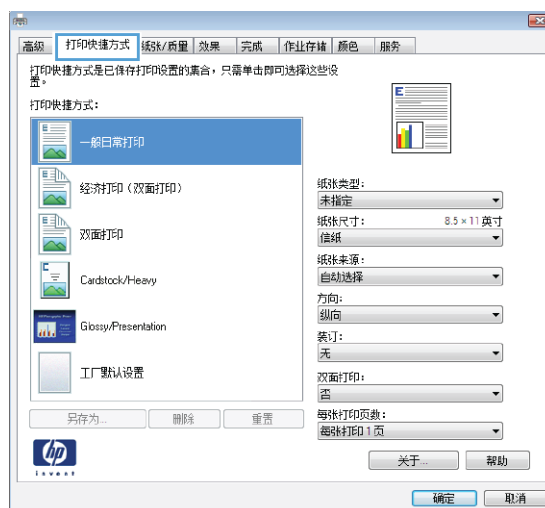 高级 打印快捷方式 纸张/质量 效果 完成 作业存储 颜色 服务
打印快捷方式是已保存打印设置的集合，只需单击即可选择这些设
置。
打印快捷方式：
一般日常打印
经济打印（双面打印）
双面打印
Cardstock/Heavy
Glossy/Presentation
工厂默认设置
另存为... 删除 重置
E
纸张类型：
未指定
纸张尺寸： 8.5 × 11 英寸
信纸
纸张来源：
自动选择
方向：
纵向
装订：
无
双面打印：
否
每张打印页数：
每张打印 1 页
hp
invent
关于... 帮助
确定 取消